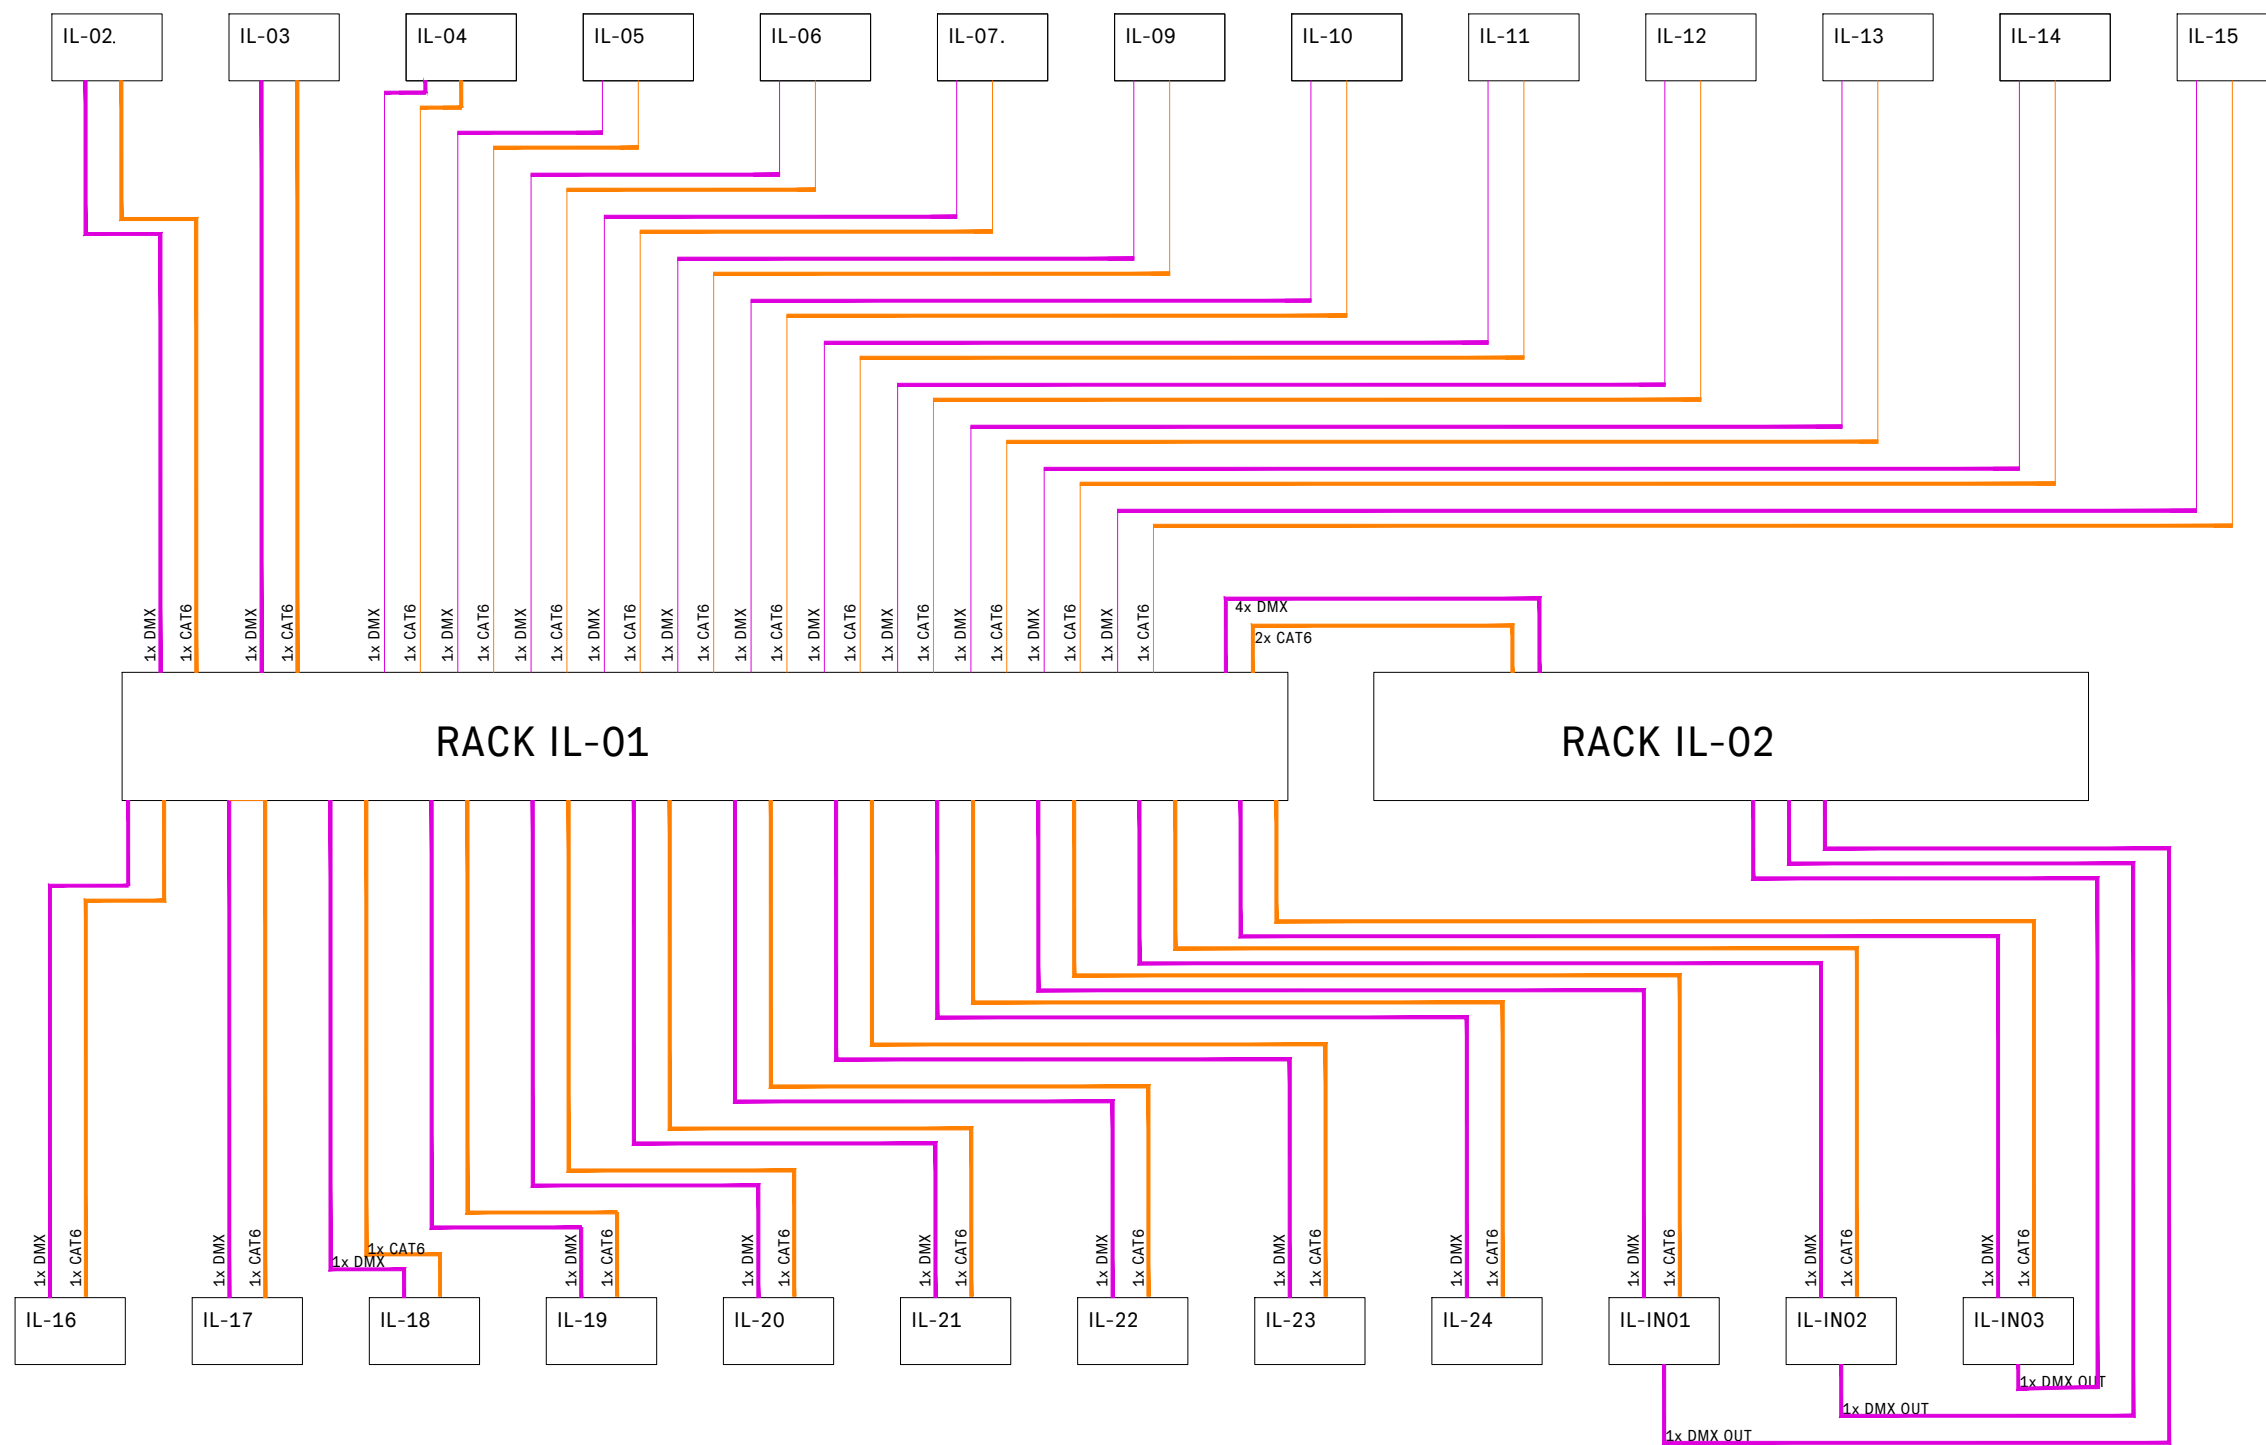 IL-02.
IL-03
IL-04
IL-05
IL-06
IL-07.
IL-09
IL-10
IL-11
IL-12
IL-13
IL-14
IL-15
1x DMX
1x CAT6
1x DMX
1x CAT6
1x DMX
1x CAT6
1x DMX
1x CAT6
1x DMX
1x CAT6
1x DMX
1x CAT6
1x DMX
1x CAT6
1x DMX
1x CAT6
1x DMX
1x CAT6
1x DMX
1x CAT6
1x DMX
1x CAT6
1x DMX
1x CAT6
1x DMX
1x CAT6
4x DMX
2x CAT6
RACK IL-01
RACK IL-02
1x DMX
1x CAT6
1x DMX
1x CAT6
1x CAT6
1x DMX
1x DMX
1x CAT6
1x DMX
1x CAT6
1x DMX
1x CAT6
1x DMX
1x CAT6
1x DMX
1x CAT6
1x DMX
1x CAT6
1x DMX
1x CAT6
1x DMX
1x CAT6
1x DMX
1x CAT6
IL-16
IL-17
IL-18
IL-19
IL-20
IL-21
IL-22
IL-23
IL-24
IL-IN01
IL-IN02
IL-IN03
1x DMX OUT
1x DMX OUT
1x DMX OUT